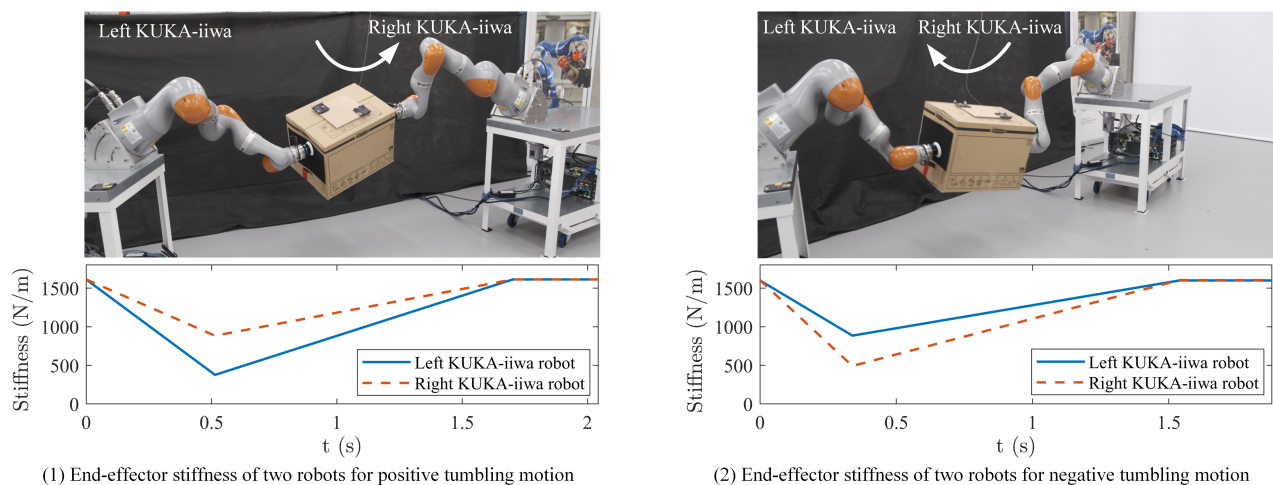 Left KUKA-iiwa
Right KUKA-iiwa
Left KUKA-iiwa
Right KUKA-iiwa
Stiffness (N/m)
1500
1000
500
0
0
0.5
1
1.5
2
t (s)
Left KUKA-iiwa robot
Right KUKA-iiwa robot
(1) End-effector stiffness of two robots for positive tumbling motion
Stiffness (N/m)
1500
1000
500
0
0
0.5
1
1.5
t (s)
Left KUKA-iiwa robot
Right KUKA-iiwa robot
(2) End-effector stiffness of two robots for negative tumbling motion